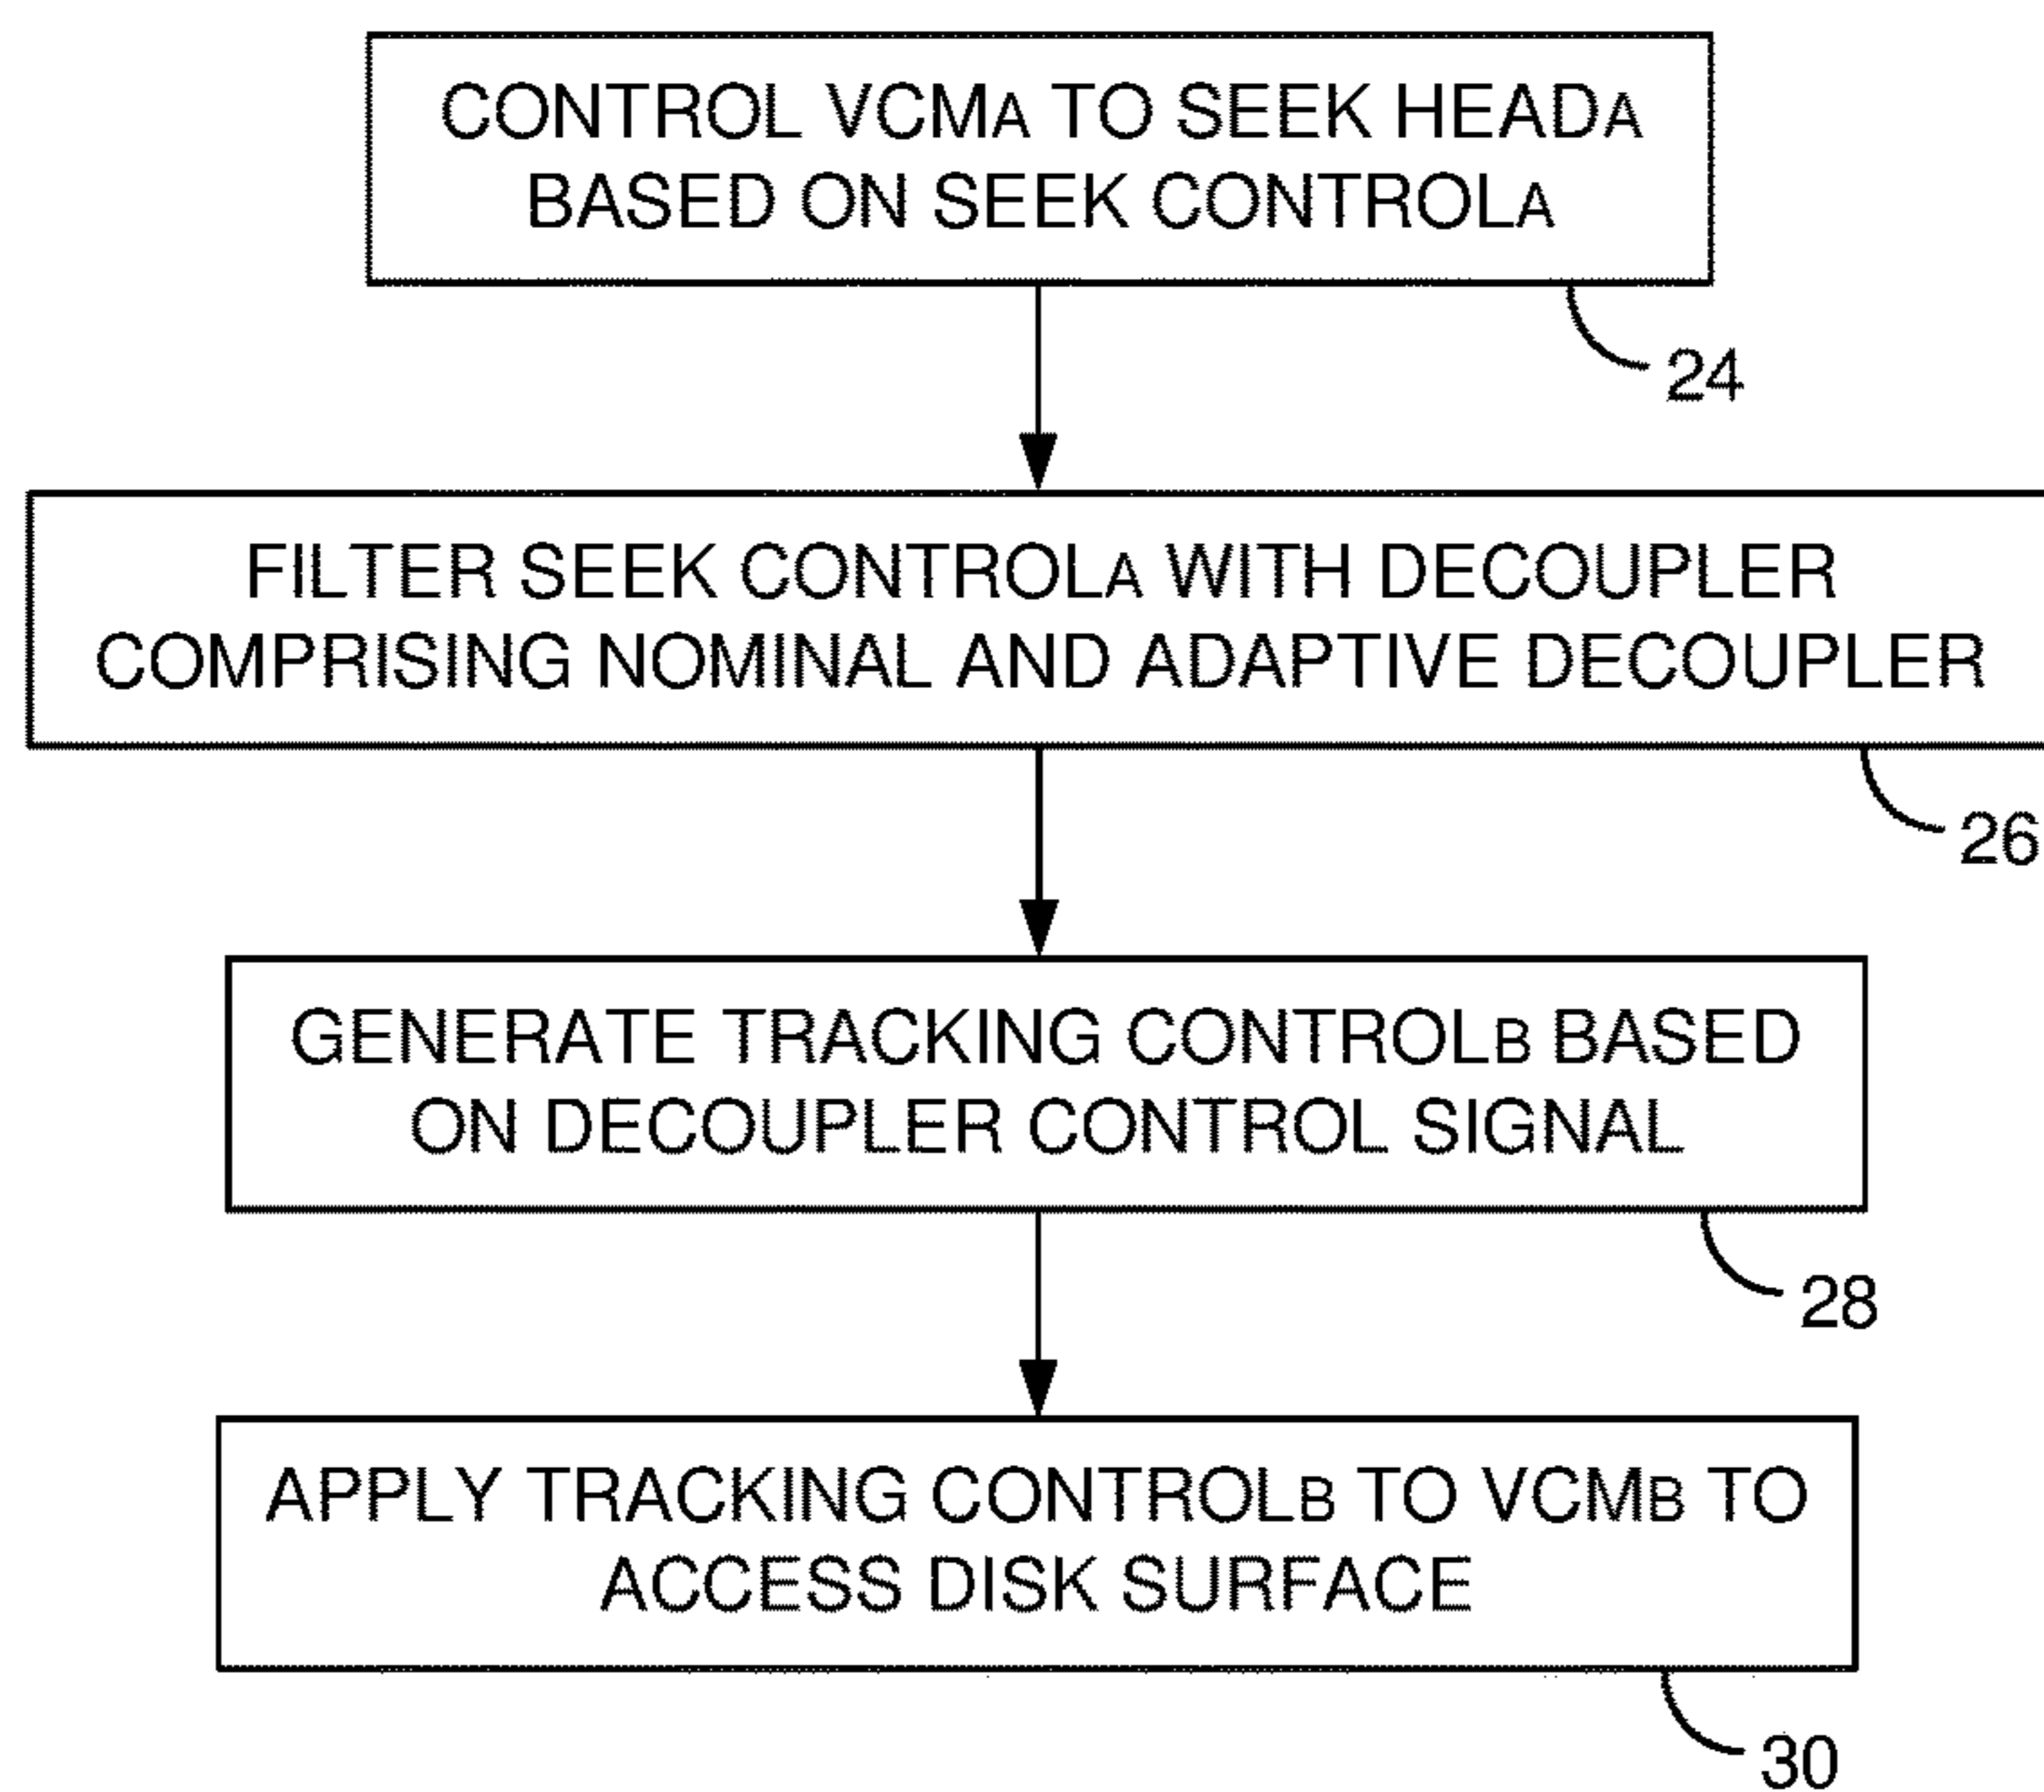 CONTROL VCMA TO SEEK HEADA
BASED ON SEEK CONTROLA
24
FILTER SEEK CONTROLA WITH DECOUPLER
COMPRISING NOMINAL AND ADAPTIVE DECOUPLER
26
GENERATE TRACKING CONTROLB BASED
ON DECOUPLER CONTROL SIGNAL
28
APPLY TRACKING CONTROLB TO VCMB TO
ACCESS DISK SURFACE
30